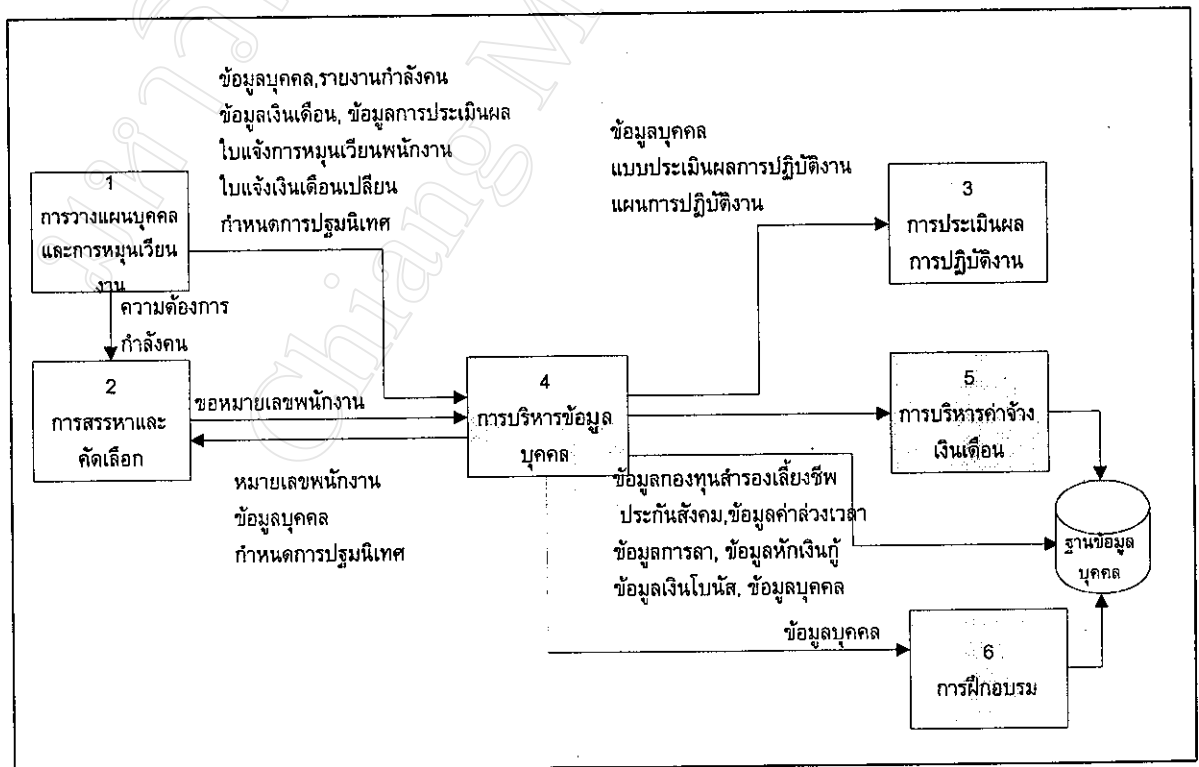 ข้อมูลบุคคล,รายงานกำลังคน
ข้อมูลเงินเดือน, ข้อมูลการประเมินผล
ใบแจ้งการหมุนเวียนพนักงาน
ใบแจ้งเงินเดือนเปลี่ยน
กำหนดการปฐมนิเทศ
ข้อมูลบุคคล
แบบประเมินผลการปฏิบัติงาน
แผนการปฏิบัติงาน
1
การวางแผนบุคคล
และการหมุนเวียน
งาน
3
การประเมินผล
การปฏิบัติงาน
ความต้องการ
กำลังคน
2
การสรรหาและ
คัดเลือก
ขอหมายเลขพนักงาน
4
การบริหารข้อมูล
บุคคล
5
การบริหารค่าจ้าง
เงินเดือน
หมายเลขพนักงาน
ข้อมูลบุคคล
กำหนดการปฐมนิเทศ
ข้อมูลกองทุนสำรองเลี้ยงชีพ
ประกันสังคม,ข้อมูลค่าล่วงเวลา
ข้อมูลการลา, ข้อมูลหักเงินกู้
ข้อมูลเงินโบนัส, ข้อมูลบุคคล
ฐานข้อมูล
บุคคล
ข้อมูลบุคคล
6
การฝึกอบรม
Chiang M